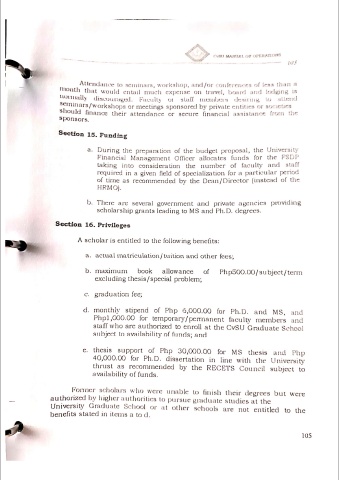 CVSU MANUAL OF OPERATIONS
105
Attendance to seminars, workshop, and/or conferences of less than a
month that would entail much expense on travel, board and lodging is
normally discouraged. Faculty or staff members desiring to attend
seminars/workshops or meetings sponsored by private entities or societies
should finance their attendance or secure financial assistance from the
sponsors.
Section 15. Funding
a. During the preparation of the budget proposal, the University
Financial Management Officer allocates funds for the FSDP
taking into consideration the number of faculty and staff
required in a given field of specialization for a particular period
of time as recommended by the Dean/Director (instead of the
HRMO).
b. There are several government and private agencies providing
scholarship grants leading to MS and Ph.D. degrees.
Section 16. Privileges
A scholar is entitled to the following benefits:
a. actual matriculation/tuition and other fees;
b. maximum book allowance of Php500.00/subject/term
excluding thesis/special problem;
c. graduation fee;
d. monthly stipend of Php 6,000.00 for Ph.D. and MS, and
Php1,000.00 for temporary/permanent faculty members and
staff who are authorized to enroll at the CvSU Graduate School
subject to availability of funds; and
e. thesis support of Php 30,000.00 for MS thesis and Php
40,000.00 for Ph.D. dissertation in line with the University
thrust as recommended by the RECETS Council subject to
availability of funds.
Former scholars who were unable to finish their degrees but were
authorized by higher authorities to pursue graduate studies at the
University Graduate School or at other schools are not entitled to the
benefits stated in items a to d.
105